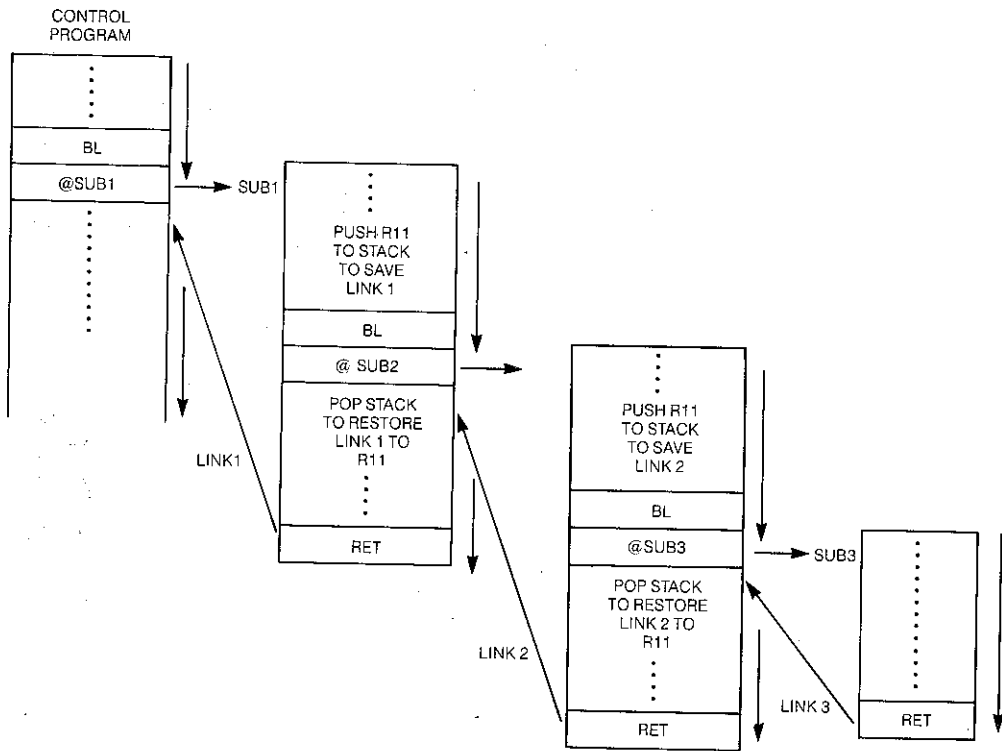 CONTROL
PROGRAM
BL
@SUB1
SUB1
PUSH R11
TO STACK
TO SAVE
LINK 1
BL
@ SUB2
POP STACK
TO RESTORE
LINK 1 TO
R11
RET
LINK1
PUSH R11
TO STACK
TO SAVE
LINK 2
BL
@SUB3
POP STACK
TO RESTORE
LINK 2 TO
R11
RET
LINK 2
SUB3
RET
LINK 3